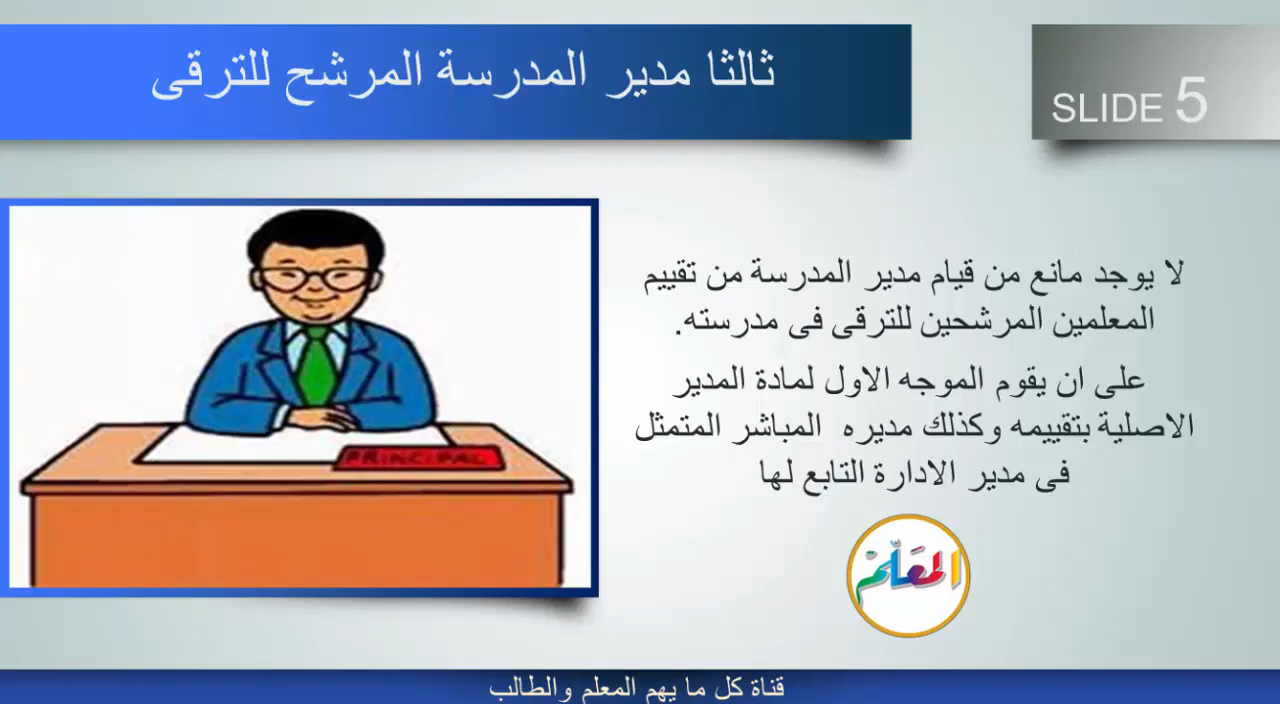 ثالثا مدير المدرسة المرشح للترقى
SLIDE 5
لا يوجد مانع من قيام مدير المدرسة من تقييم
المعلمين المرشحين للترقى فى مدرسته.
على ان يقوم الموجه الاول لمادة المدير
الاصلية بتقييمه وكذلك مديره المباشر المتمثل
فى مدير الادارة التابع لها
PRINCIPAL
المعَلّمْ
قناة كل ما يهم المعلم والطالب